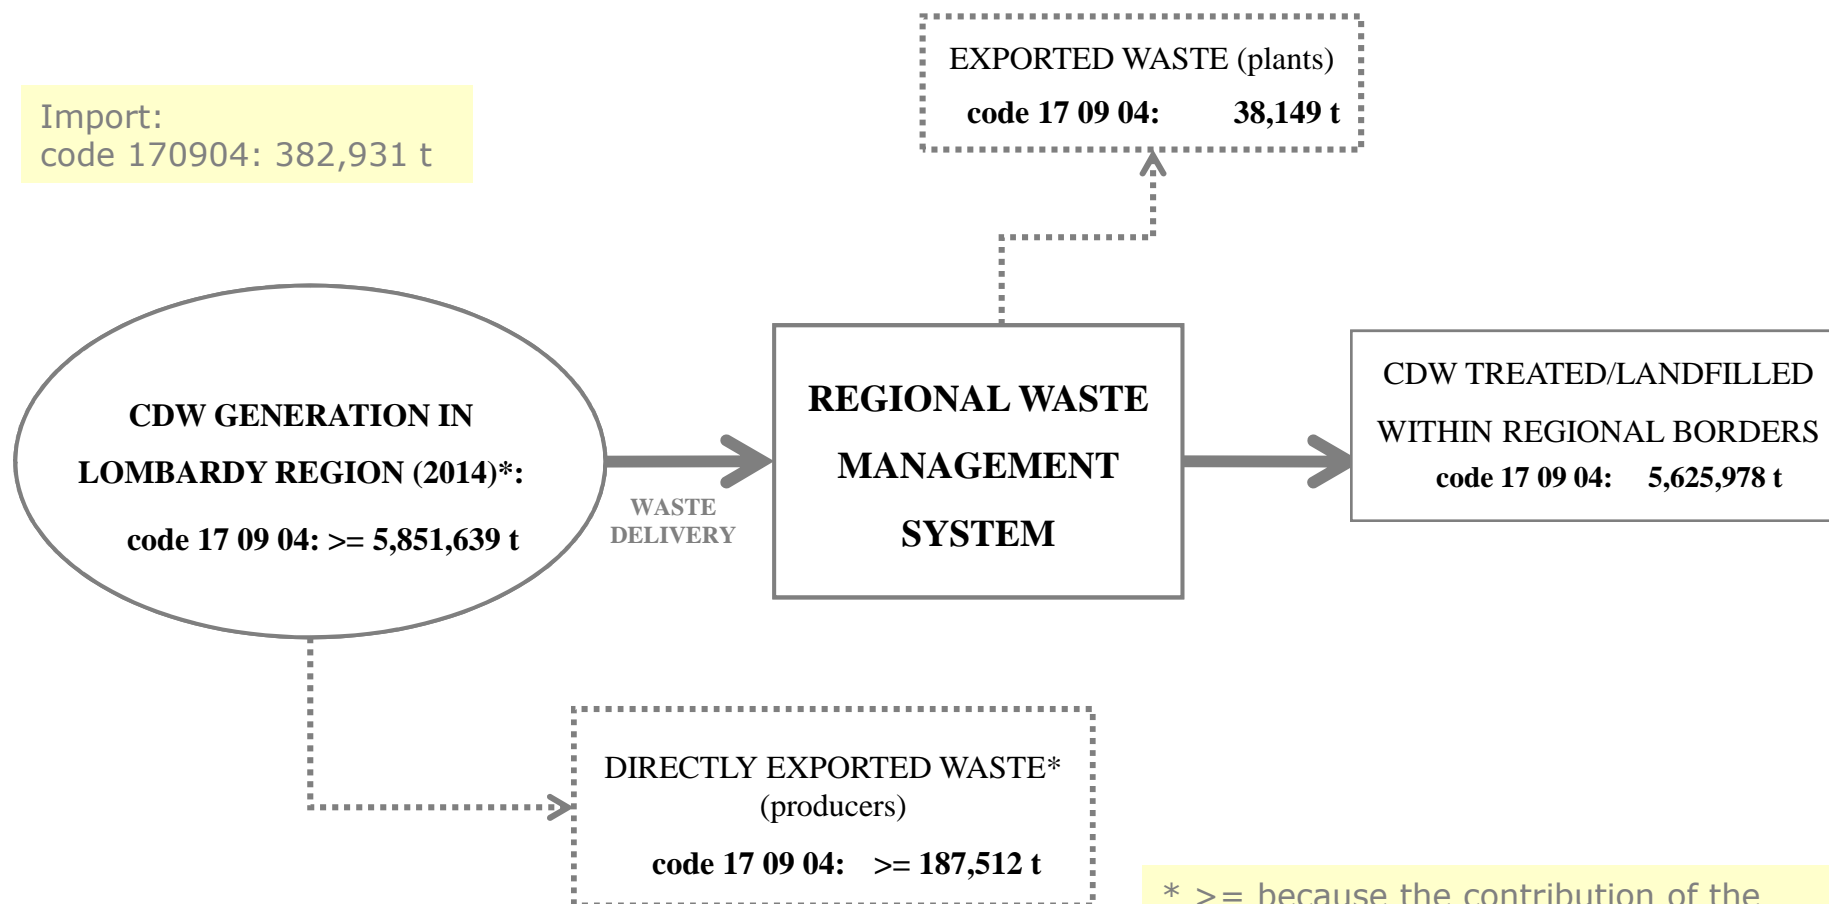 EXPORTED WASTE (plants)
code 17 09 04: 38,149 t
Import:
code 170904: 382,931 t
CDW GENERATION IN
LOMBARDY REGION (2014)*:
code 17 09 04: >= 5,851,639 t
WASTE
DELIVERY
REGIONAL WASTE
MANAGEMENT
SYSTEM
CDW TREATED/LANDFILLED
WITHIN REGIONAL BORDERS
code 17 09 04: 5,625,978 t
DIRECTLY EXPORTED WASTE*
(producers)
code 17 09 04: >= 187,512 t
* >= because the contribution of the